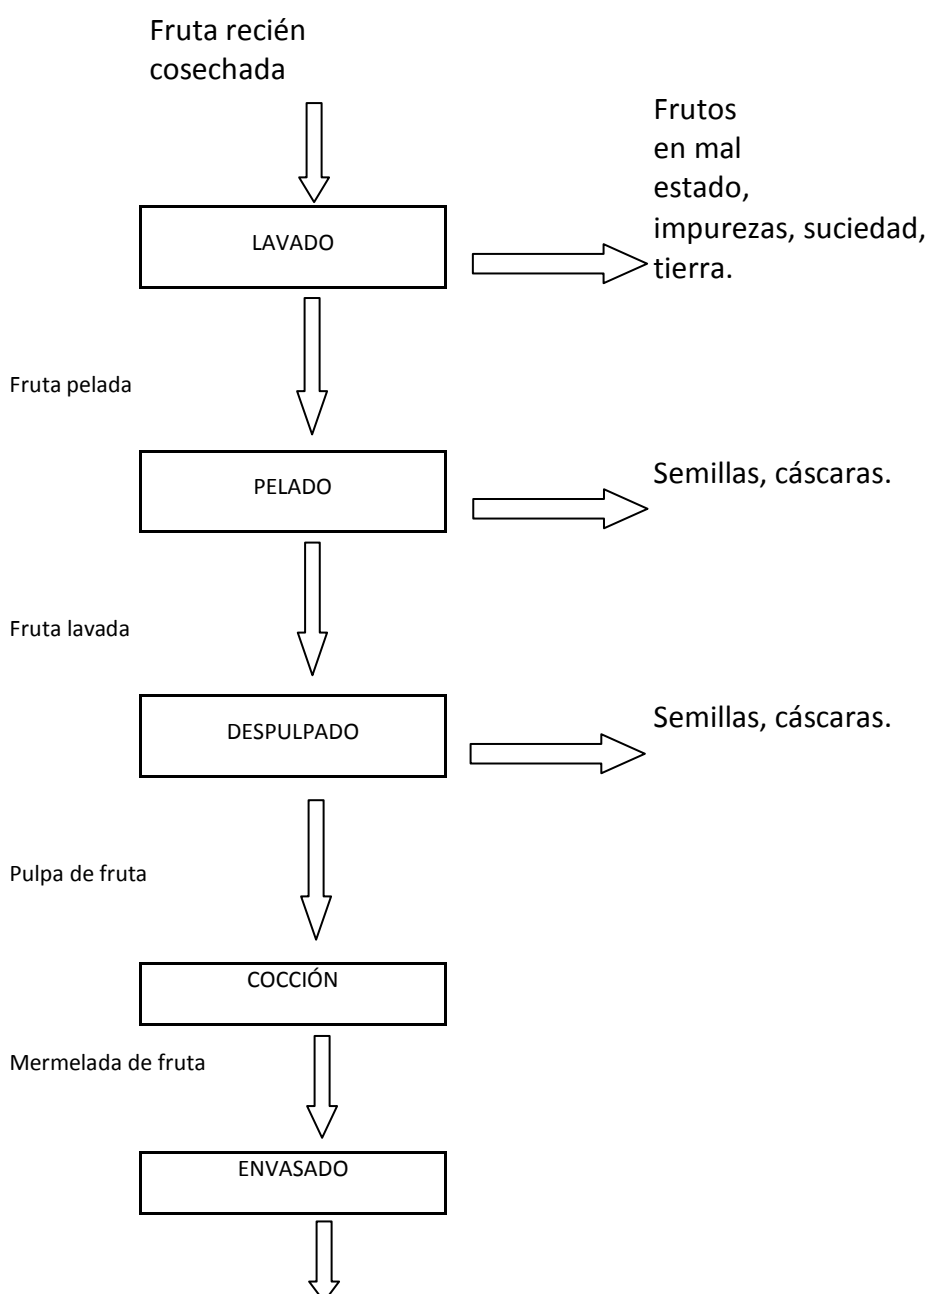 Fruta recién
cosechada
Frutos
en mal
estado,
impurezas, suciedad,
tierra.
LAVADO
Fruta pelada
PELADO
Semillas, cáscaras.
Fruta lavada
DESPULPADO
Semillas, cáscaras.
Pulpa de fruta
COCCIÓN
Mermelada de fruta
ENVASADO